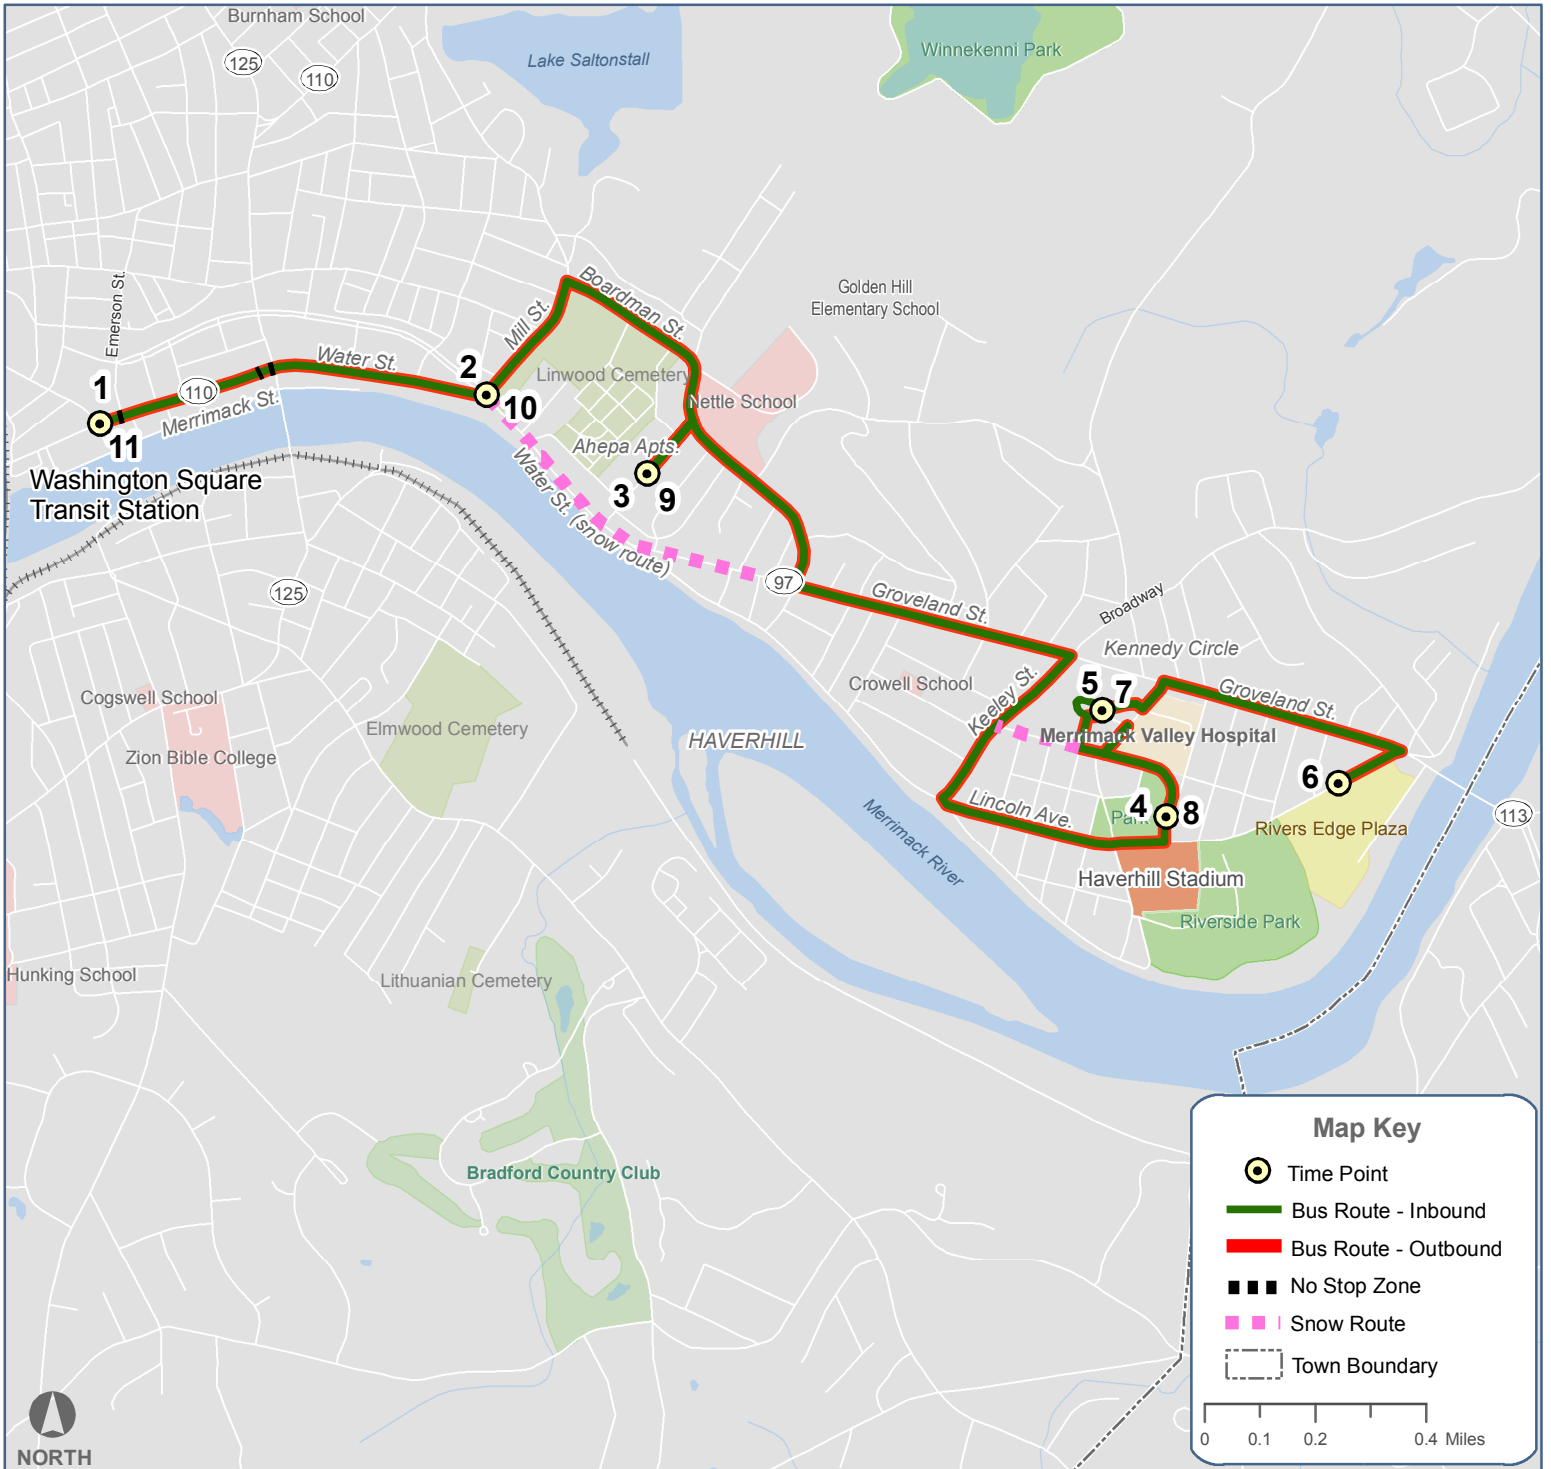 Burnham School
125
110
Lake Saltonstall
Winnekenni Park
Emerson St.
Golden Hill
Elementary School
Boardman St.
Mill St.
Water St.
1
110
Merrimack St.
11
Washington Square
Transit Station
2
10
Linwood Cemetery
Nettle School
Ahepa Apts.
3
9
Water St. (snow route)
97
Groveland St.
Broadway
Kennedy Circle
125
Crowell School
Keeley St.
5
7
Groveland St.
Cogswell School
Zion Bible College
Elmwood Cemetery
HAVERHILL
Merrimack Valley Hospital
6
Lincoln Ave.
Park
4
8
Rivers Edge Plaza
113
Merrimack River
Haverhill Stadium
Riverside Park
Hunking School
Lithuanian Cemetery
Bradford Country Club
Map Key
Time Point
Bus Route - Inbound
Bus Route - Outbound
No Stop Zone
Snow Route
Town Boundary
0 0.1 0.2 0.4 Miles
NORTH